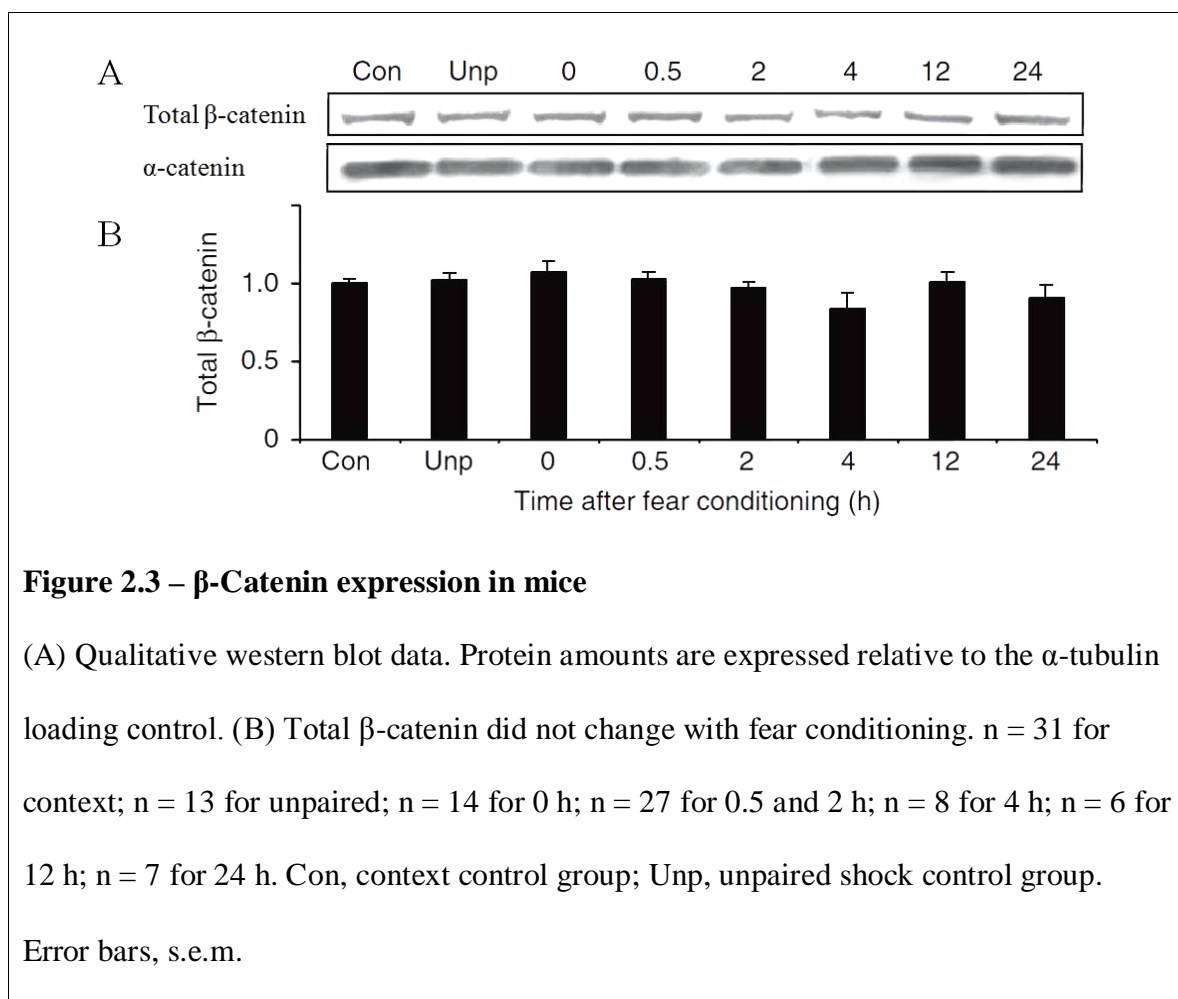 A
Con Unp 0 0.5 2 4 12 24
Total β-catenin
α-catenin
B
Total β-catenin
1.0
0.5
0
Con Unp 0 0.5 2 4 12 24
Time after fear conditioning (h)
Figure 2.3 – β-Catenin expression in mice
(A) Qualitative western blot data. Protein amounts are expressed relative to the α-tubulin
loading control. (B) Total β-catenin did not change with fear conditioning. n = 31 for
context; n = 13 for unpaired; n = 14 for 0 h; n = 27 for 0.5 and 2 h; n = 8 for 4 h; n = 6 for
12 h; n = 7 for 24 h. Con, context control group; Unp, unpaired shock control group.
Error bars, s.e.m.